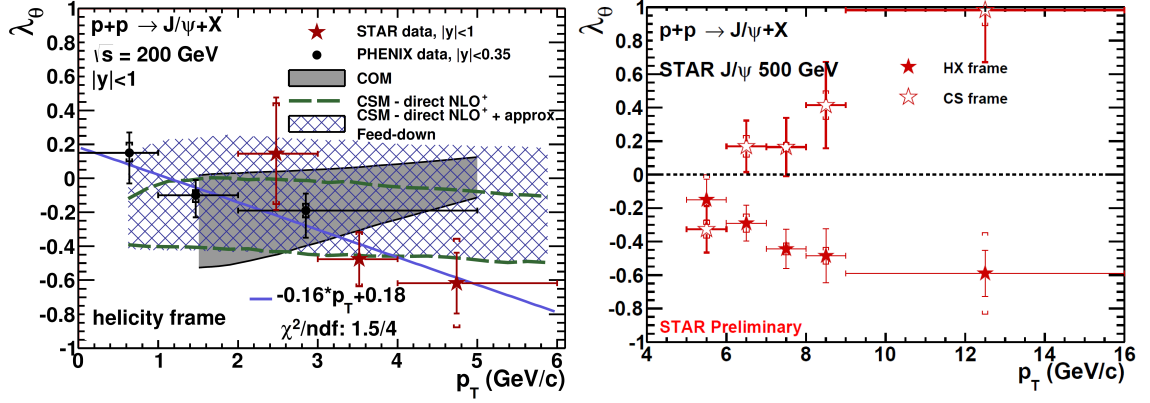 λθ
p+p → J/ψ+X
√s = 200 GeV
|y|<1
STAR data, |y|<1
PHENIX data, |y|<0.35
COM
CSM - direct NLO+
CSM - direct NLO+ + approx.
Feed-down
1
0.8
0.6
0.4
0.2
0
-0.2
-0.4
-0.6
-0.8
-1
-0.16*pT+0.18
χ2/ndf: 1.5/4
helicity frame
0 1 2 3 4 5 6
pT (GeV/c)
λθ
p+p → J/ψ+X
STAR J/ψ 500 GeV
HX frame
CS frame
1
0.8
0.6
0.4
0.2
0
-0.2
-0.4
-0.6
-0.8
-1
STAR Preliminary
4 6 8 10 12 14 16
pT (GeV/c)